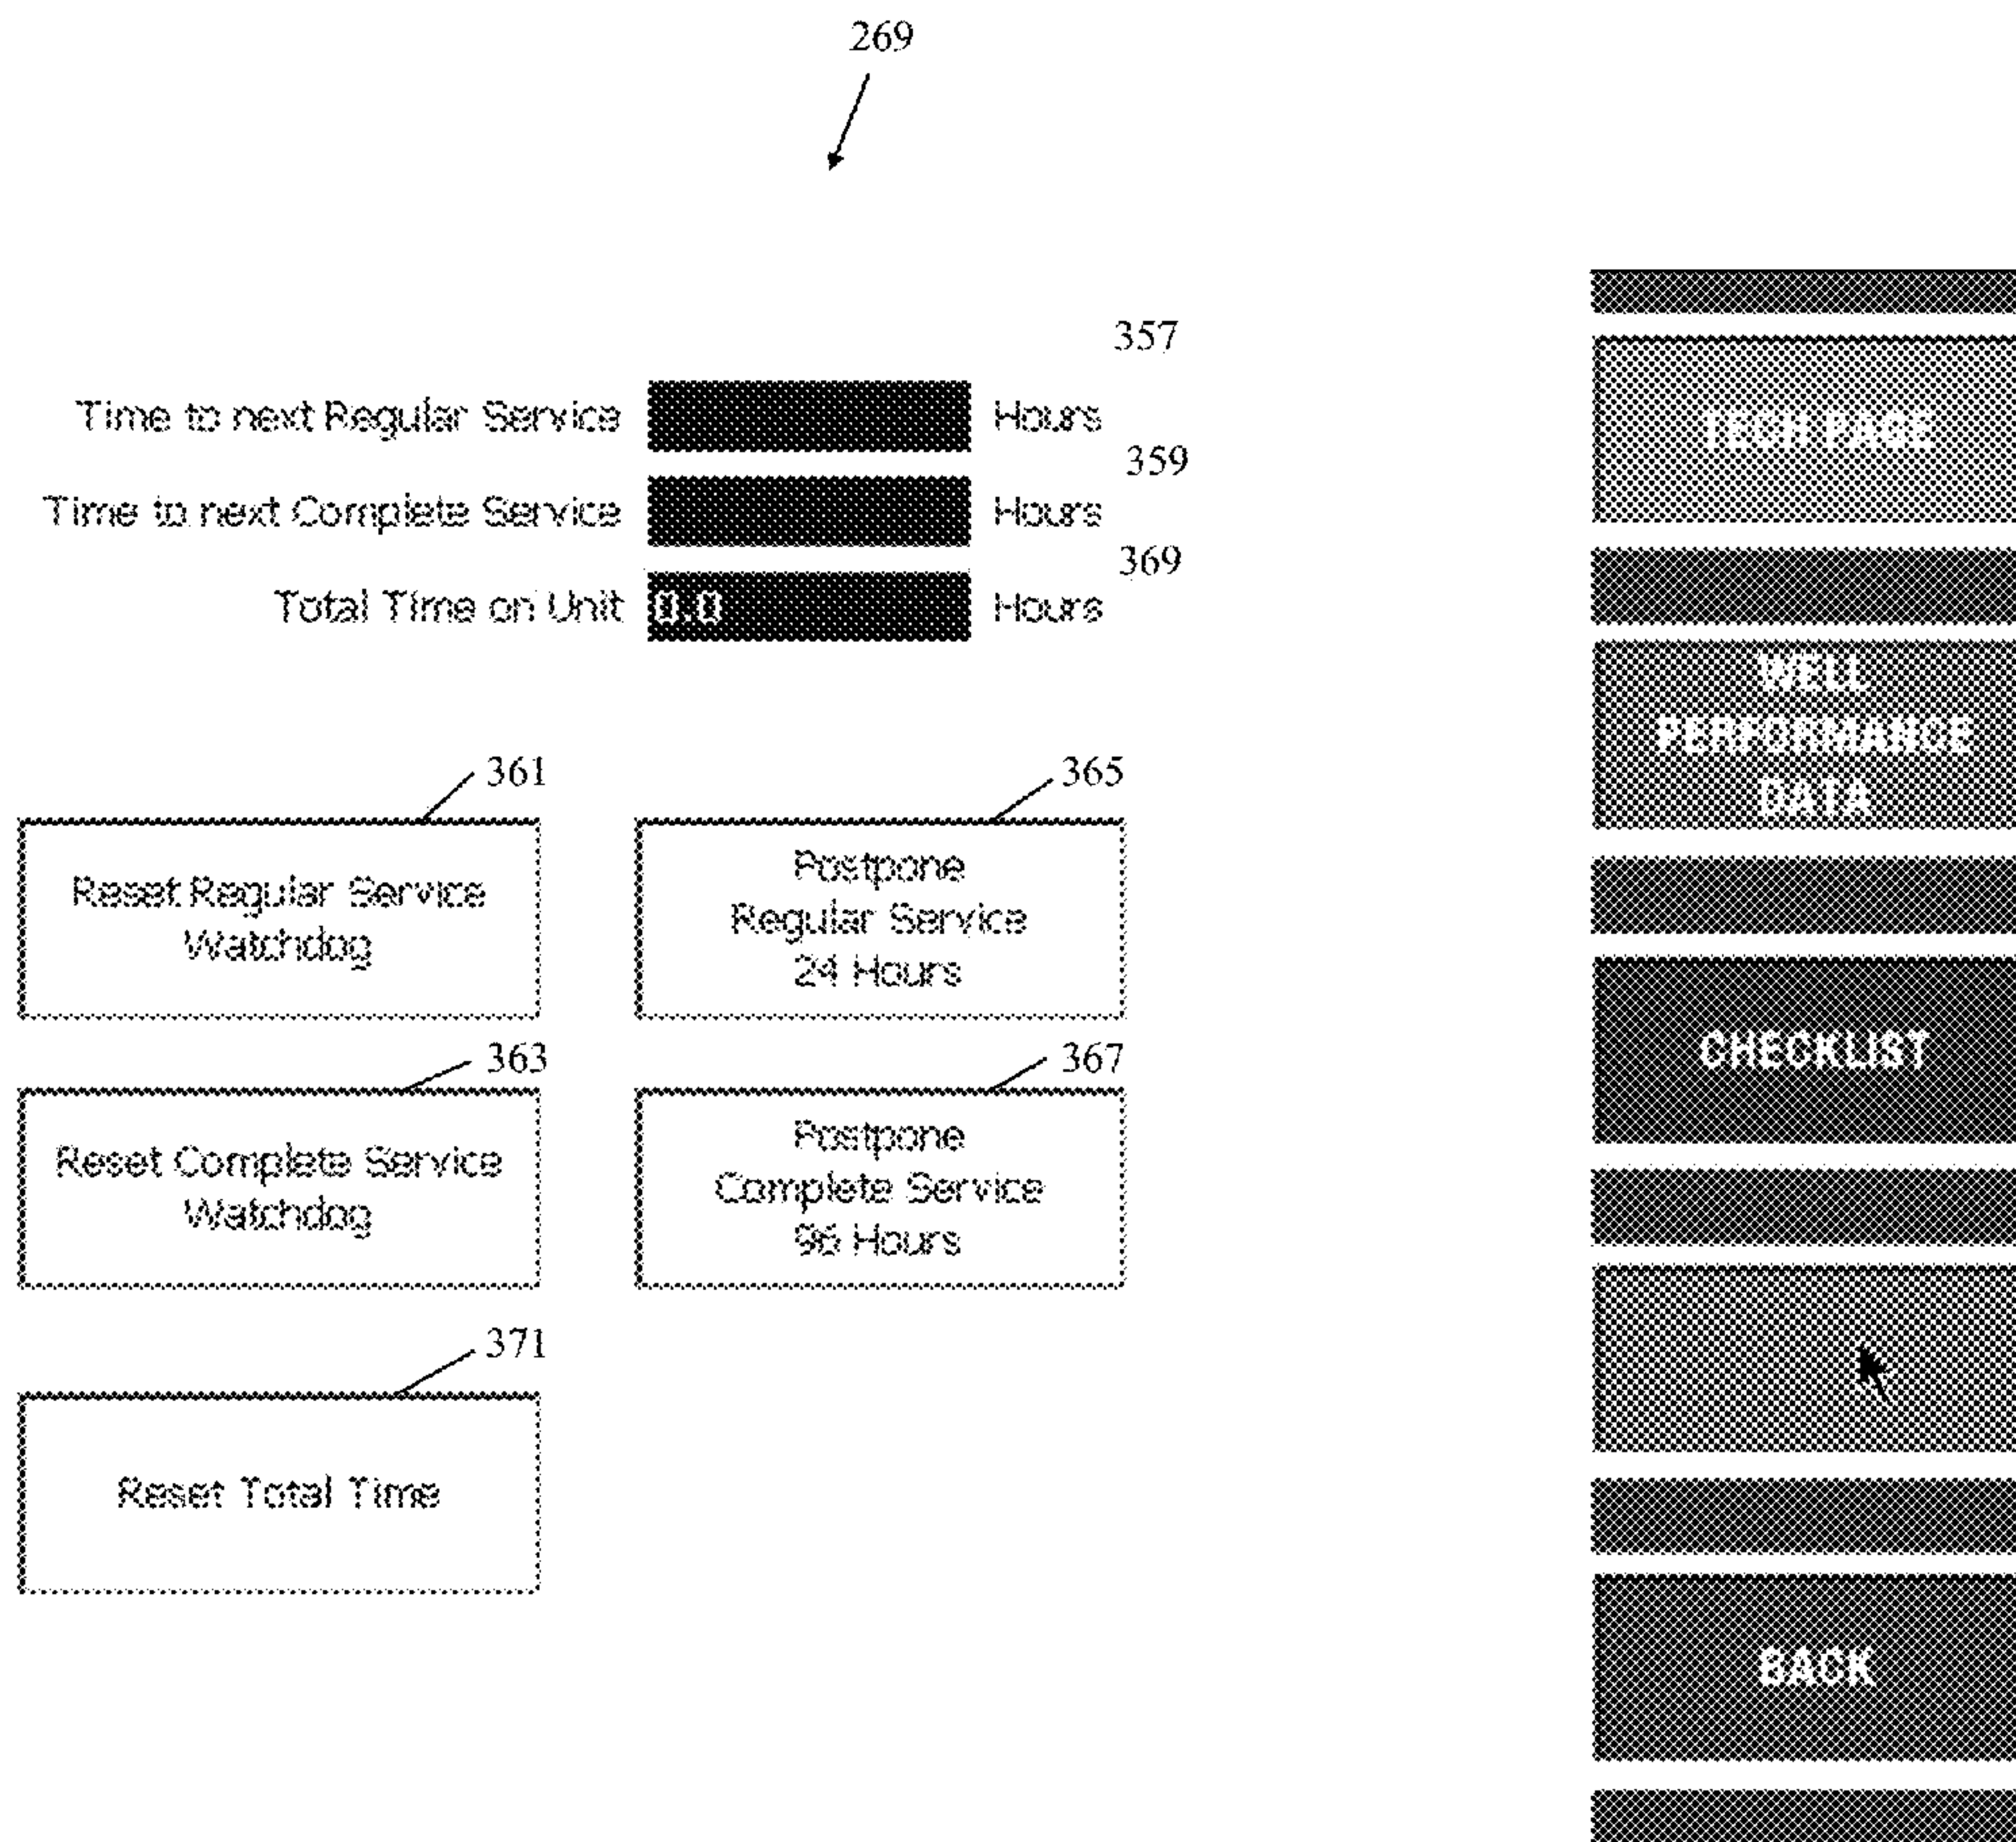 269
357
Time to next Regular Service Hours
359
Time to next Complete Service Hours
369
Total Time on Unit 0.0 Hours
361
Reset Regular Service
Watchdog
365
Postpone
Regular Service
24 Hours
363
Reset Complete Service
Watchdog
367
Postpone
Complete Service
96 Hours
371
Reset Total Time
TECH PAGE
WELL
PERFORMANCE
DATA
CHECKLIST
BACK